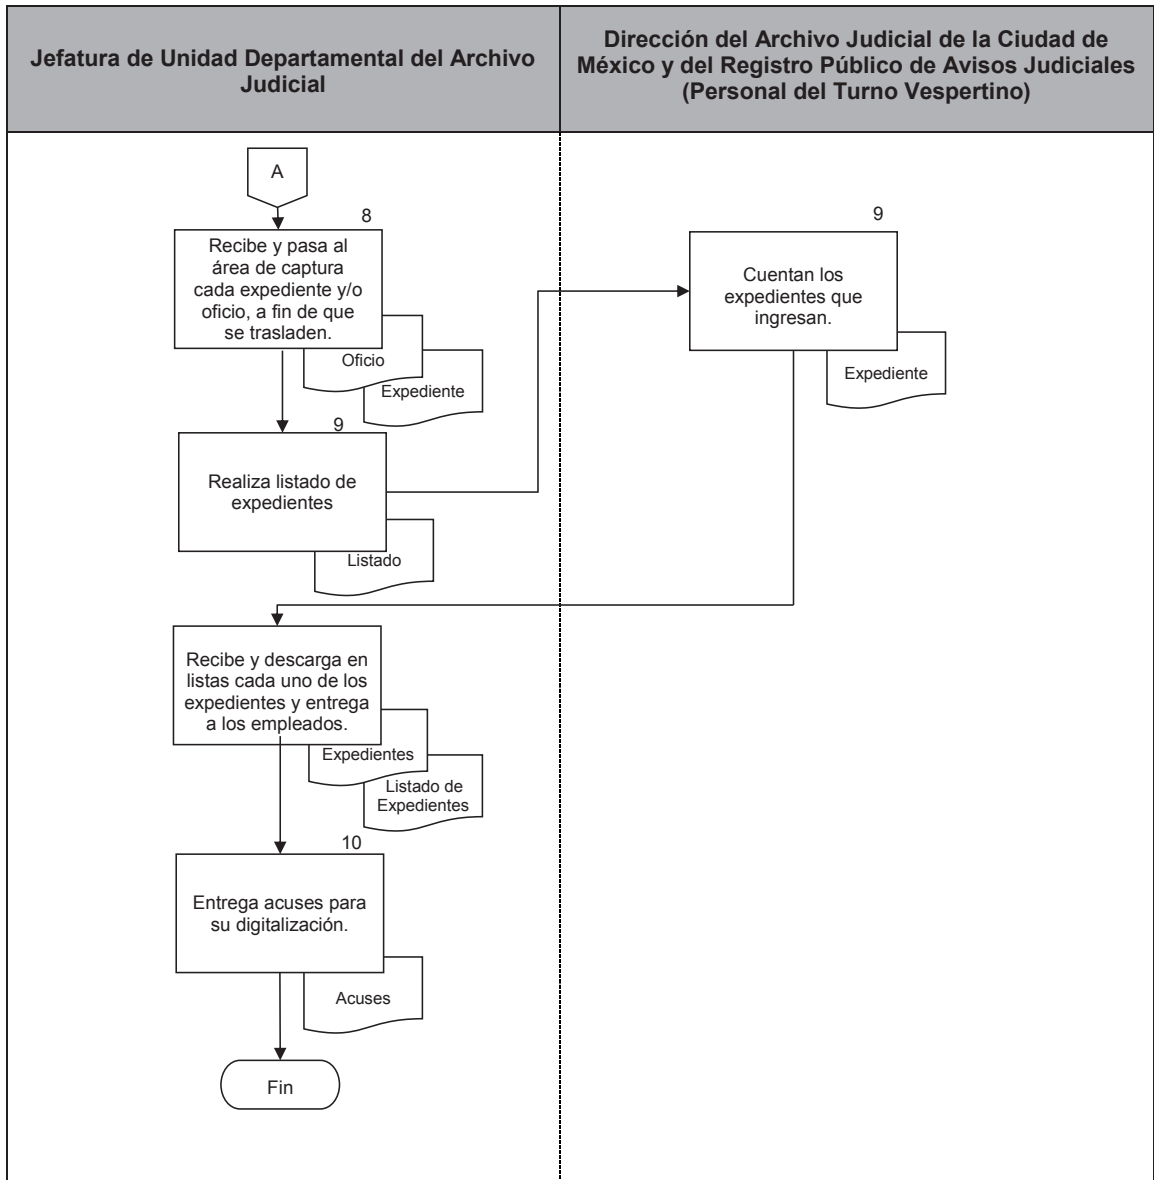 Jefatura de Unidad Departamental del Archivo
Judicial
Dirección del Archivo Judicial de la Ciudad de
México y del Registro Público de Avisos Judiciales
(Personal del Turno Vespertino)
A
8
Recibe y pasa al
área de captura
cada expediente y/o
oficio, a fin de que
se trasladen.
Oficio
Expediente
9
Realiza listado de
expedientes
Listado
9
Cuentan los
expedientes que
ingresan.
Expediente
Recibe y descarga en
listas cada uno de los
expedientes y entrega
a los empleados.
Expedientes
Listado de
Expedientes
10
Entrega acuses para
su digitalización.
Acuses
Fin